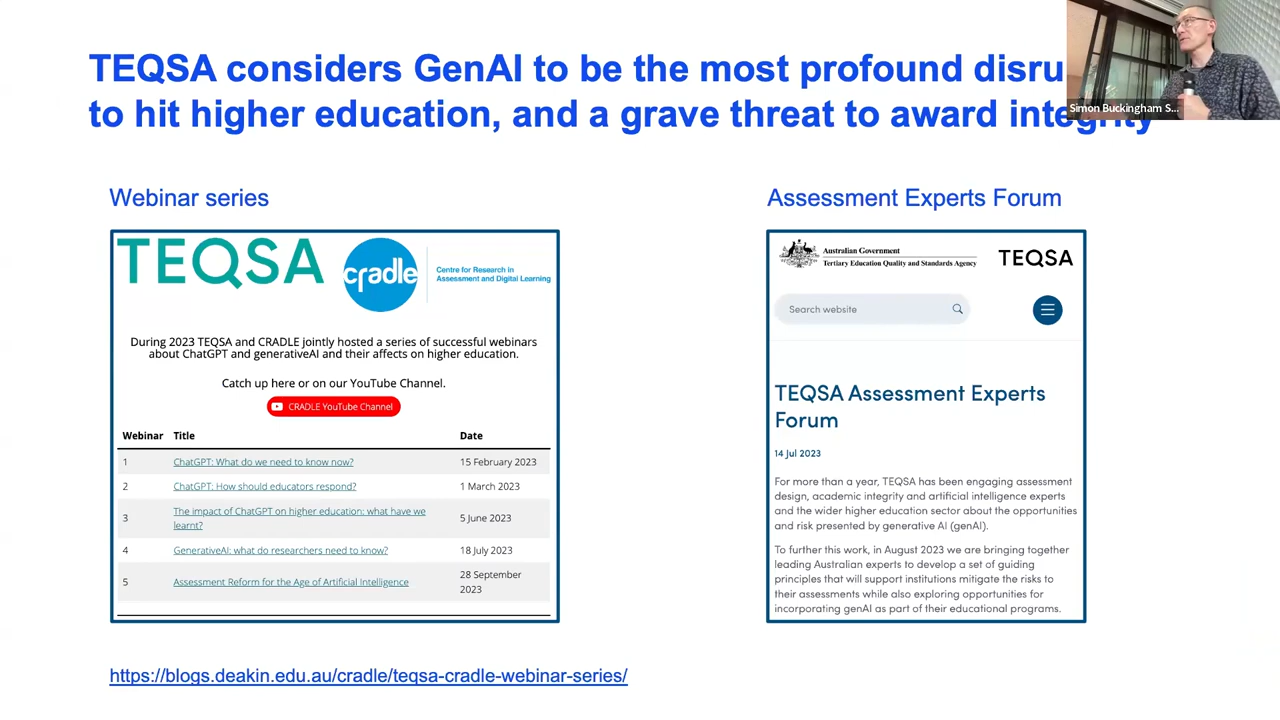 TEQSA considers GenAI to be the most profound
to hit higher education, and a grave threat to award integrity
Simon Buckingham S...
Webinar series
TEQSA
cradle
Centre for Research in
Assessment and Digital Learning
During 2023 TEQSA and CRADLE jointly hosted a series of successful webinars
about ChatGPT and generativeAI and their affects on higher education.
Catch up here or on our YouTube Channel.
CRADLE YouTube Channel
Webinar Title Date
1 ChatGPT: What do we need to know now? 15 February 2023
2 ChatGPT: How should educators respond? 1 March 2023
3 The impact of ChatGPT on higher education: what have we
learnt? 5 June 2023
4 GenerativeAI: what do researchers need to know? 18 July 2023
5 Assessment Reform for the Age of Artificial Intelligence 28 September
2023
https://blogs.deakin.edu.au/cradle/teqsa-cradle-webinar-series/
Assessment Experts Forum
Australian Government
Tertiary Education Quality and Standards Agency
TEQSA
Search website
TEQSA Assessment Experts
Forum
14 Jul 2023
For more than a year, TEQSA has been engaging assessment
design, academic integrity and artificial intelligence experts
and the wider higher education sector about the opportunities
and risk presented by generative AI (genAI).
To further this work, in August 2023 we are bringing together
leading Australian experts to develop a set of guiding
principles that will support institutions mitigate the risks to
their assessments while also exploring opportunities for
incorporating genAI as part of their educational programs.